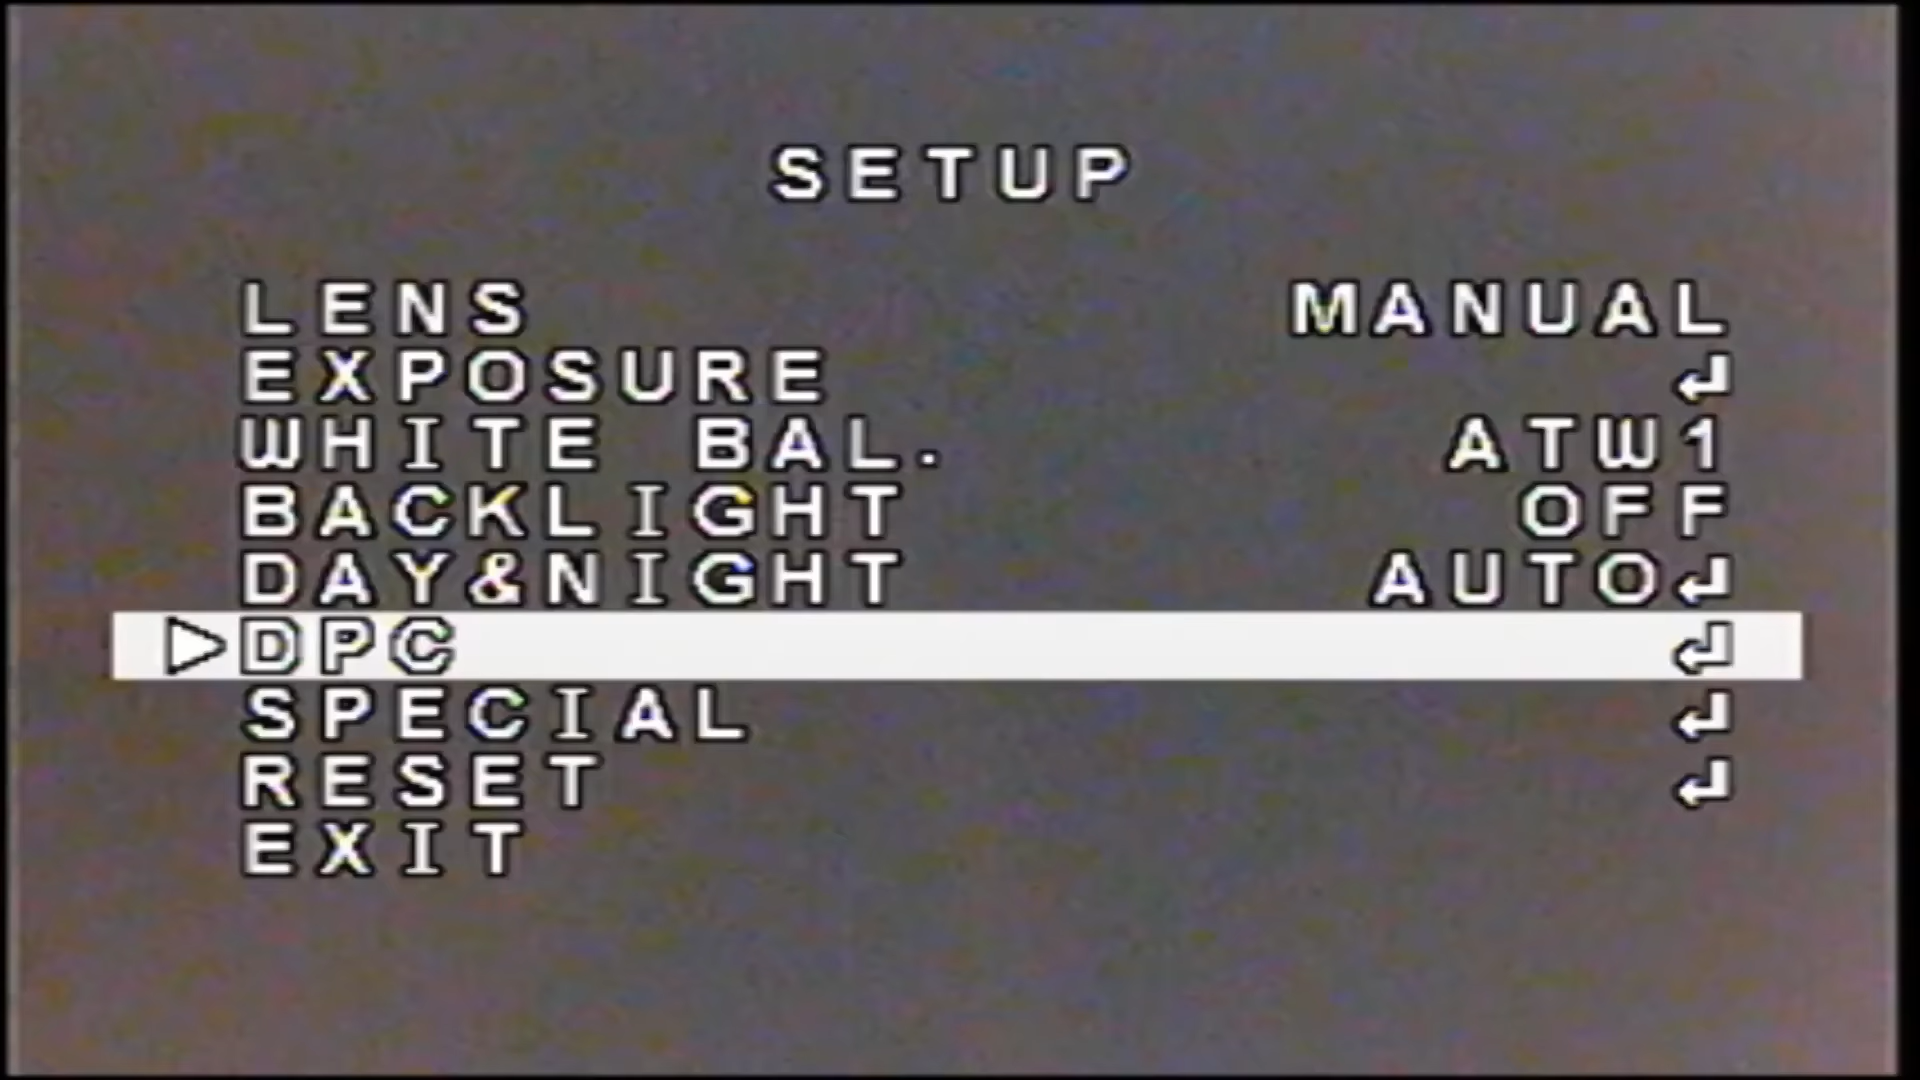 SETUP
LENS MANUAL
EXPOSURE ↵
WHITE BAL. ATW1
BACKLIGHT OFF
DAY&NIGHT AUTO↵
▷DPC ↵
SPECIAL ↵
RESET ↵
EXIT